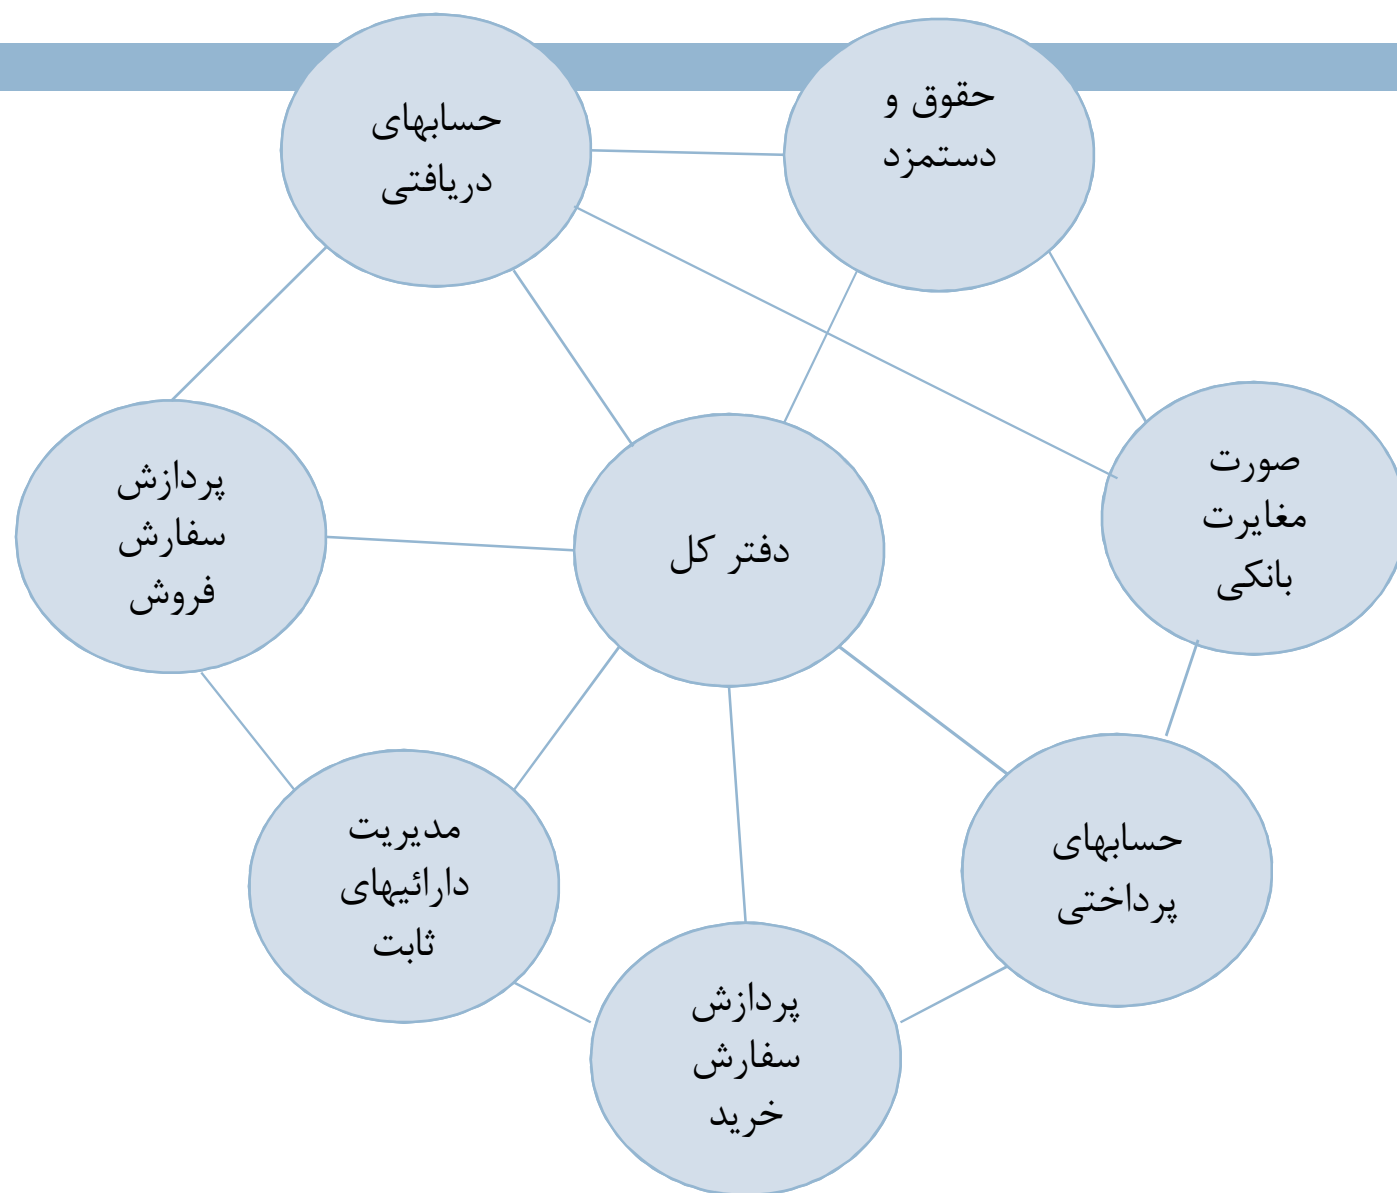 حقوق و
دستمزد
حسابهای
دریافتی
صورت
مغایرت
بانکی
دفتر کل
پردازش
سفارش
فروش
حسابهای
پرداختی
مدیریت
دارائیهای
ثابت
پردازش
سفارش
خرید